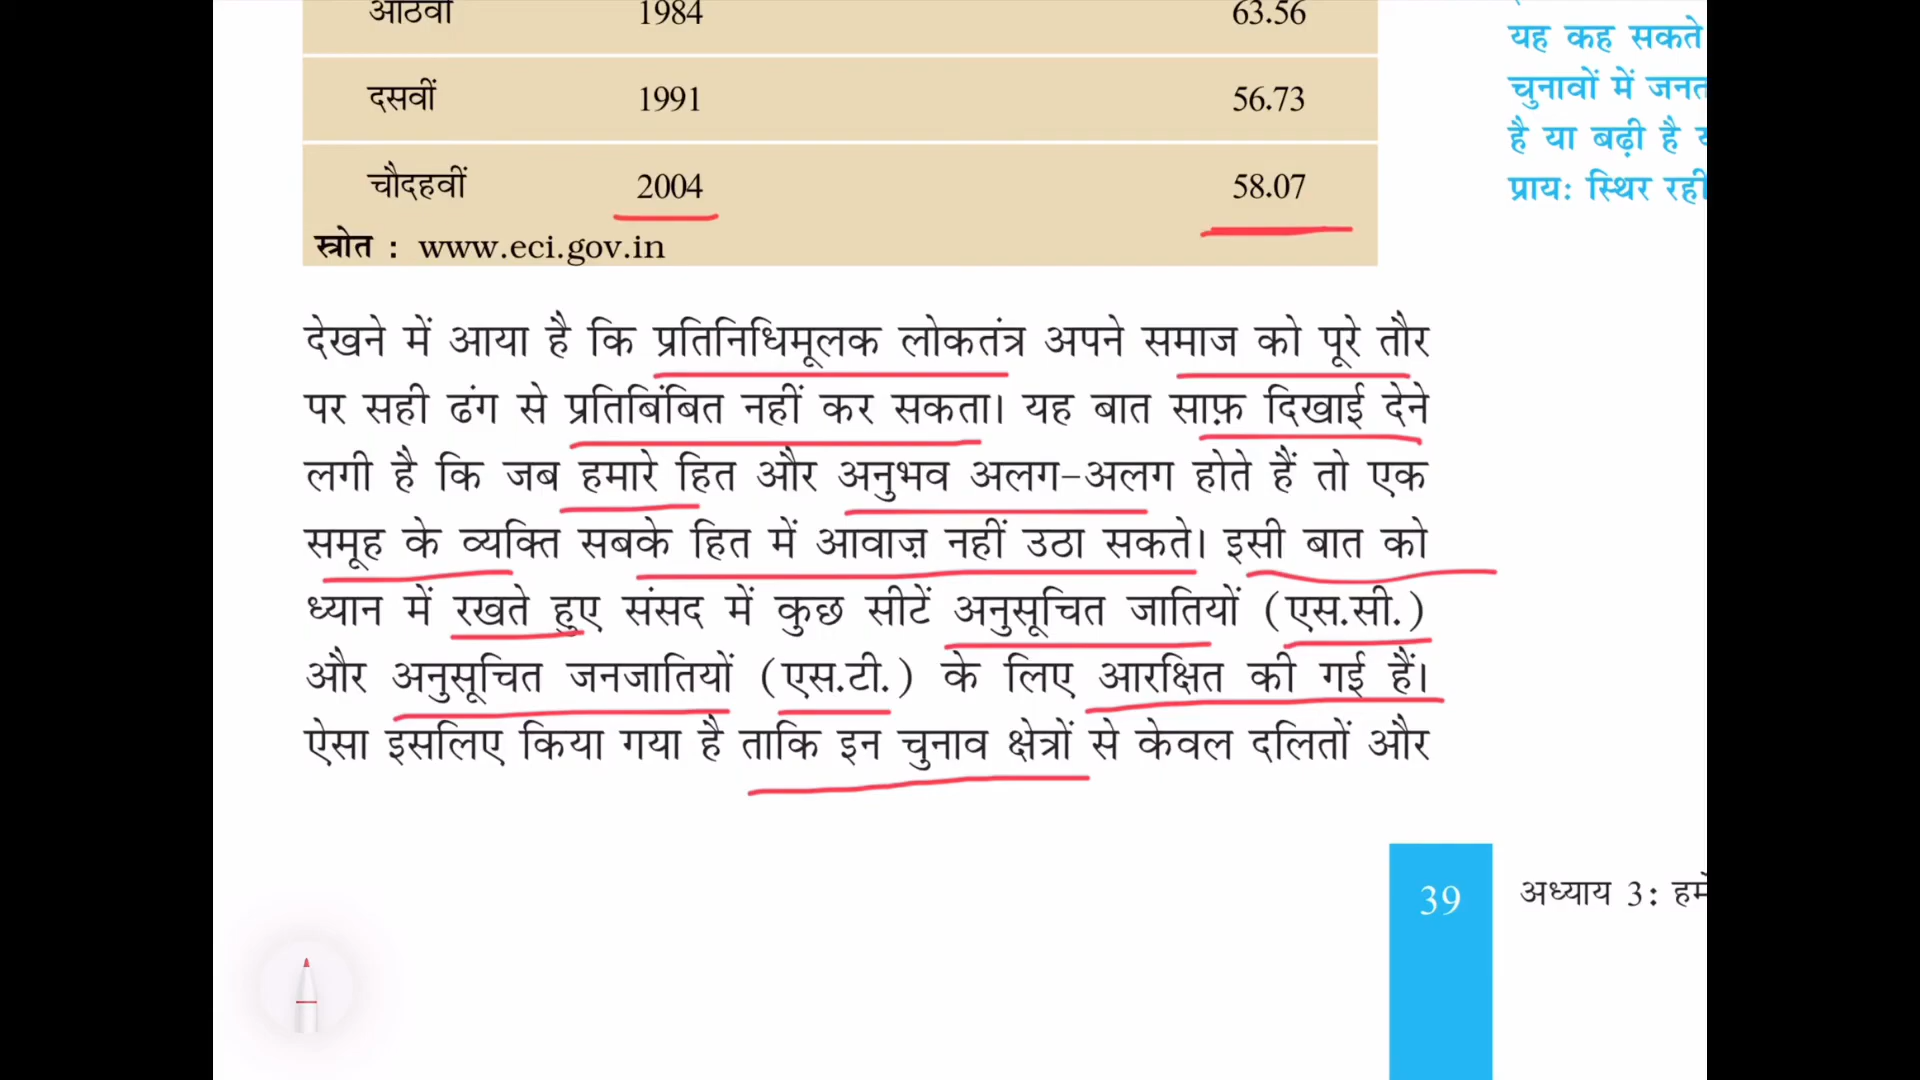 आठवीं 1984 63.56
दसवीं 1991 56.73
चौदहवीं 2004 58.07
स्त्रोत : www.eci.gov.in
देखने में आया है कि प्रतिनिधिमूलक लोकतंत्र अपने समाज को पूरे तौर
पर सही ढंग से प्रतिबिंबित नहीं कर सकता। यह बात साफ़ दिखाई देने
लगी है कि जब हमारे हित और अनुभव अलग-अलग होते हैं तो एक
समूह के व्यक्ति सबके हित में आवाज़ नहीं उठा सकते। इसी बात को
ध्यान में रखते हुए संसद में कुछ सीटें अनुसूचित जातियों (एस.सी.)
और अनुसूचित जनजातियों (एस.टी.) के लिए आरक्षित की गई हैं।
ऐसा इसलिए किया गया है ताकि इन चुनाव क्षेत्रों से केवल दलितों और
यह कह सकते
चुनावों में
है या बढ़ी है
प्रायः स्थिर रही
39
अध्याय 3: